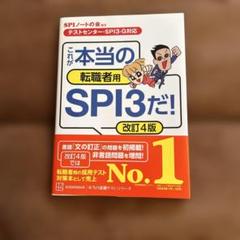 SPIノートの会 編著
テストセンター・SPI3-G対応
これが
本当の
転職者用
SPI3だ!
改訂4版
言語「文の訂正」の問題を初掲載!
改訂4版では
非言語問題を増問!
転職者用の採用テスト
対策本として売上
No.1